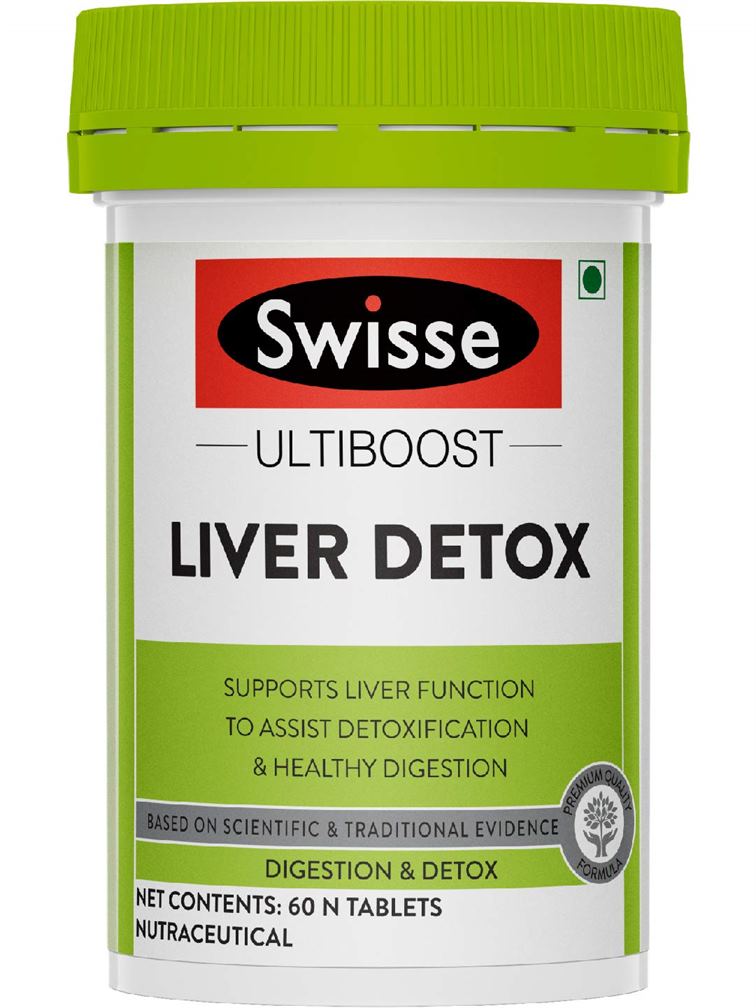 Swisse
ULTIBOOST
LIVER DETOX
SUPPORTS LIVER FUNCTION
TO ASSIST DETOXIFICATION
& HEALTHY DIGESTION
BASED ON SCIENTIFIC & TRADITIONAL EVIDENCE
PREMIUM QUALITY
FORMULA
DIGESTION & DETOX
NET CONTENTS: 60 N TABLETS
NUTRACEUTICAL